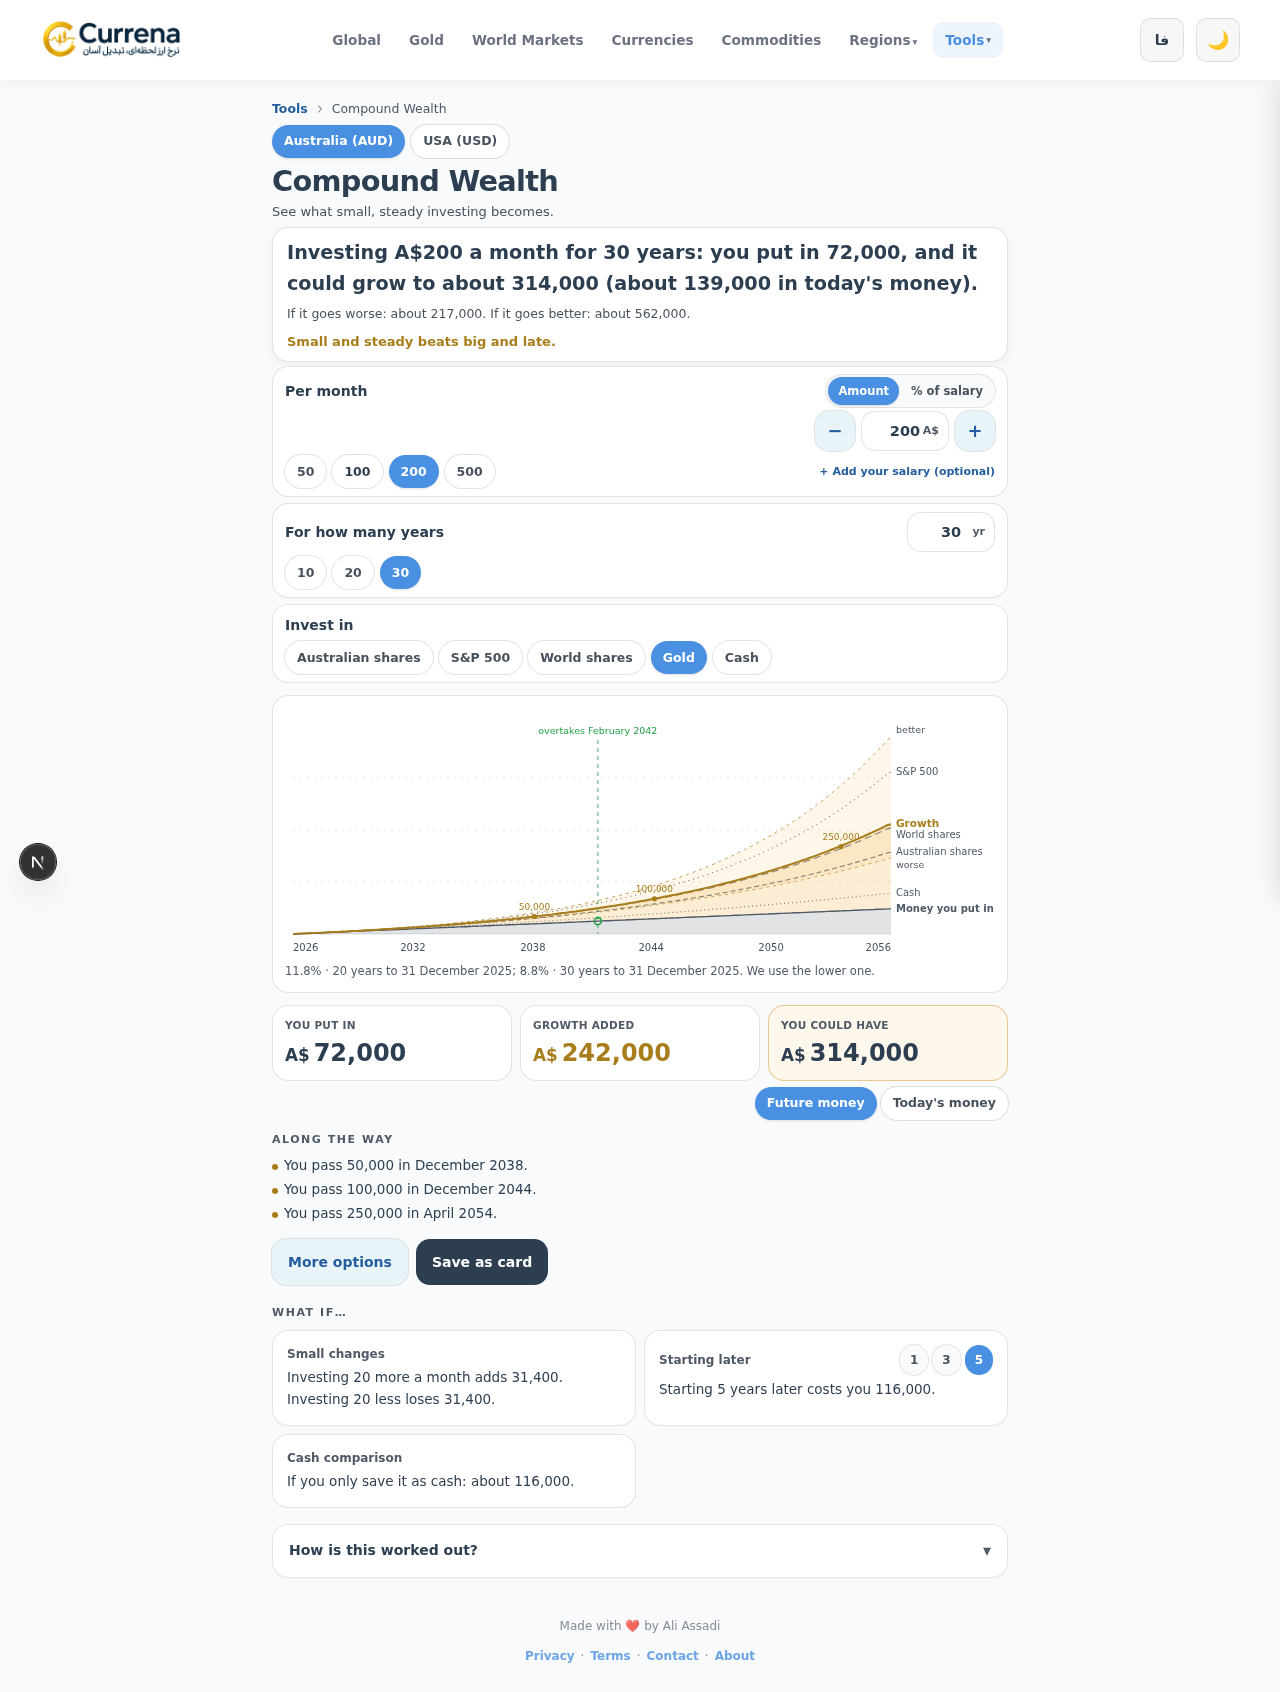 Currena
نرخ ارز لحظه‌ای، تبدیل آسان
Global
Gold
World Markets
Currencies
Commodities
Regions ▾
Tools ▾
فا
Tools › Compound Wealth
Australia (AUD)
USA (USD)
Compound Wealth
See what small, steady investing becomes.
Investing A$200 a month for 30 years: you put in 72,000, and it
could grow to about 314,000 (about 139,000 in today's money).
If it goes worse: about 217,000. If it goes better: about 562,000.
Small and steady beats big and late.
Per month
Amount
% of salary
− 200 A$ +
50
100
200
500
+ Add your salary (optional)
For how many years
30 yr
10
20
30
Invest in
Australian shares
S&P 500
World shares
Gold
Cash
overtakes February 2042
better
S&P 500
Growth
World shares
250,000
Australian shares
worse
100,000
Cash
50,000
Money you put in
2026
2032
2038
2044
2050
2056
11.8% · 20 years to 31 December 2025; 8.8% · 30 years to 31 December 2025. We use the lower one.
YOU PUT IN
A$ 72,000
GROWTH ADDED
A$ 242,000
YOU COULD HAVE
A$ 314,000
Future money
Today's money
ALONG THE WAY
You pass 50,000 in December 2038.
You pass 100,000 in December 2044.
You pass 250,000 in April 2054.
More options
Save as card
WHAT IF…
Small changes
Investing 20 more a month adds 31,400.
Investing 20 less loses 31,400.
Starting later
1
3
5
Starting 5 years later costs you 116,000.
Cash comparison
If you only save it as cash: about 116,000.
How is this worked out? ▾
Made with ❤️ by Ali Assadi
Privacy · Terms · Contact · About